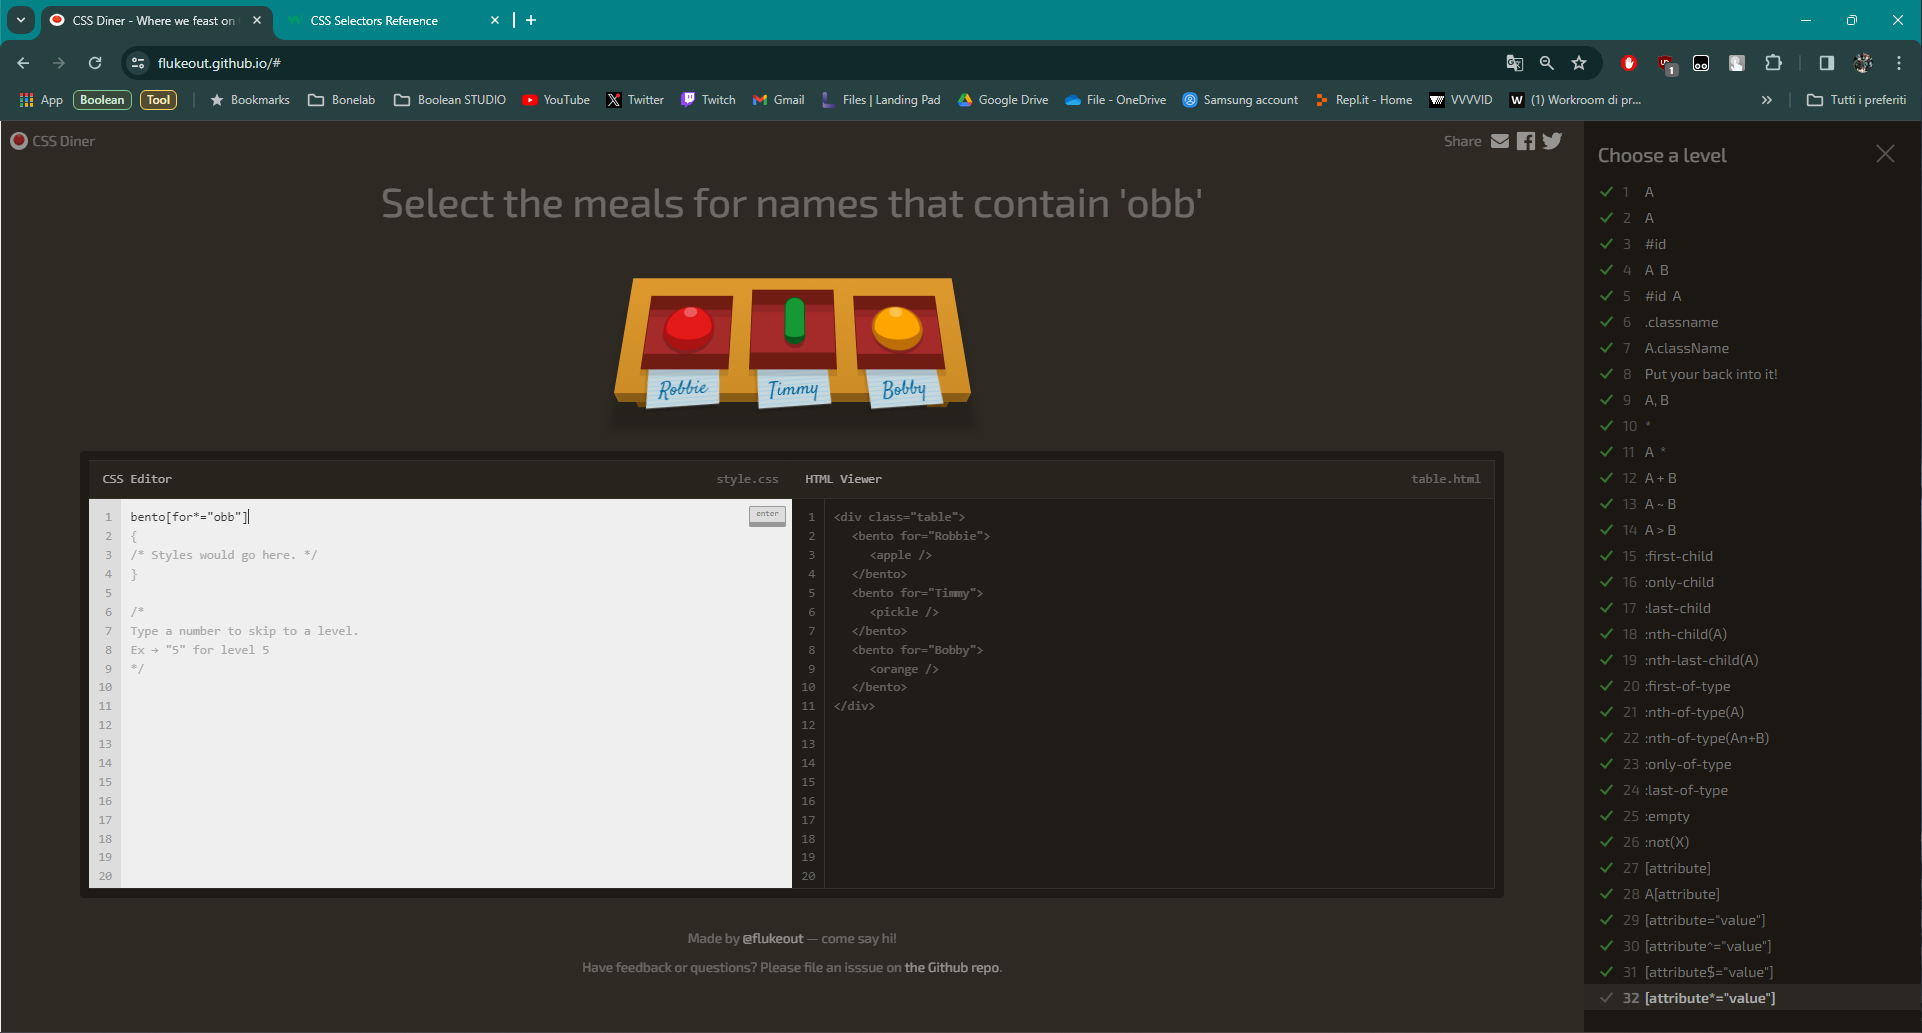 CSS Diner - Where we feast on
CSS Selectors Reference
flukeout.github.io/#
App
Boolean
Tool
Bookmarks
Bonelab
Boolean STUDIO
YouTube
Twitter
Twitch
Gmail
Files | Landing Pad
Google Drive
File - OneDrive
Samsung account
Repl.it - Home
VVVVID
(1) Workroom di pr...
Tutti i preferiti
CSS Diner
Share
Select the meals for names that contain 'obb'
Robbie
Timmy
Bobby
CSS Editor
style.css
1 bento[for*="obb"]
enter
2 {
3 /* Styles would go here. */
4 }
5
6 /*
7 Type a number to skip to a level.
8 Ex → "5" for level 5
9 */
10
11
12
13
14
15
16
17
18
19
20
HTML Viewer
table.html
1 <div class="table">
2 <bento for="Robbie">
3 <apple />
4 </bento>
5 <bento for="Timmy">
6 <pickle />
7 </bento>
8 <bento for="Bobby">
9 <orange />
10 </bento>
11 </div>
12
13
14
15
16
17
18
19
20
Made by @flukeout — come say hi!
Have feedback or questions? Please file an isssue on the Github repo.
Choose a level
1 A
2 A
3 #id
4 A B
5 #id A
6 .classname
7 A.className
8 Put your back into it!
9 A, B
10 *
11 A *
12 A + B
13 A ~ B
14 A > B
15 :first-child
16 :only-child
17 :last-child
18 :nth-child(A)
19 :nth-last-child(A)
20 :first-of-type
21 :nth-of-type(A)
22 :nth-of-type(An+B)
23 :only-of-type
24 :last-of-type
25 :empty
26 :not(X)
27 [attribute]
28 A[attribute]
29 [attribute="value"]
30 [attribute^="value"]
31 [attribute$="value"]
32 [attribute*="value"]